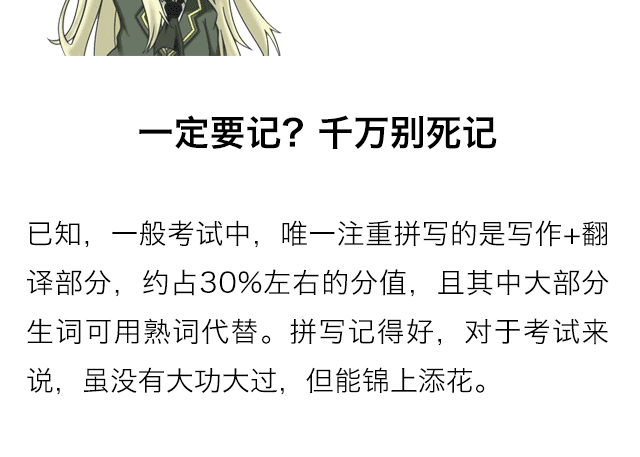 一定要记？千万别死记
已知，一般考试中，唯一注重拼写的是写作+翻
译部分，约占30%左右的分值，且其中大部分
生词可用熟词代替。拼写记得好，对于考试来
说，虽没有大功大过，但能锦上添花。